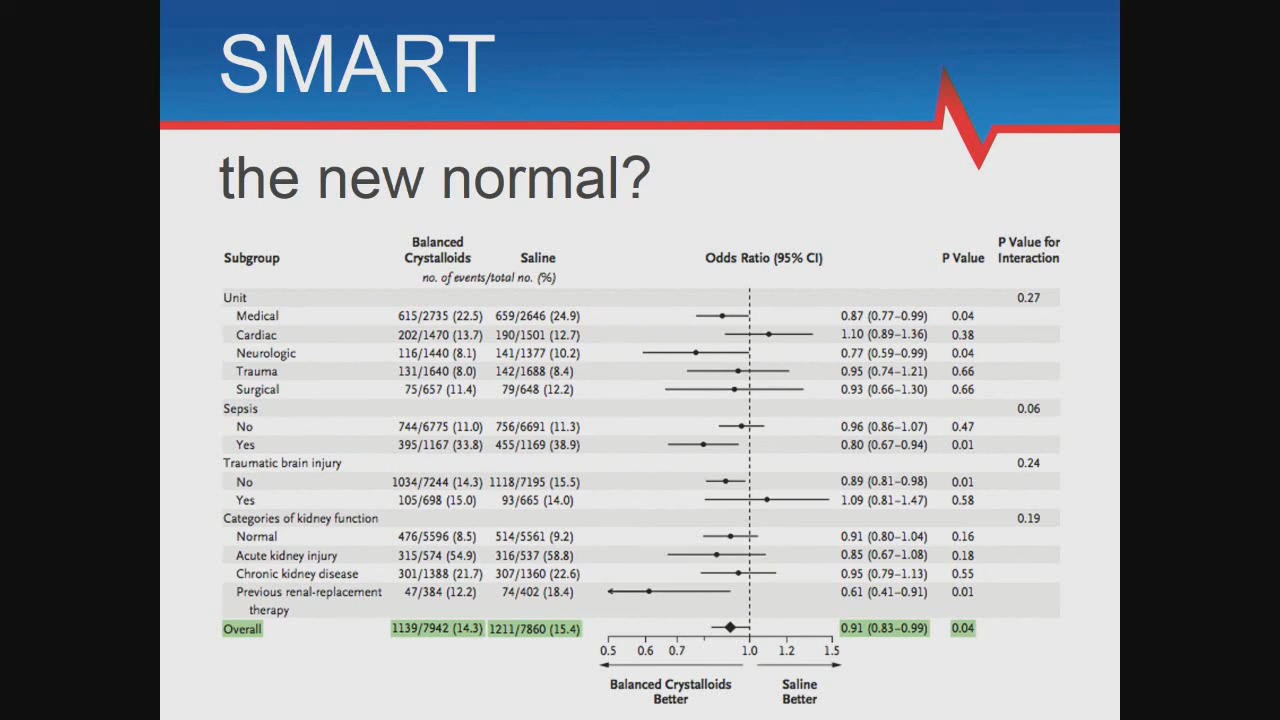 SMART
the new normal?
Subgroup Balanced Crystalloids Saline Odds Ratio (95% CI) P Value P Value for Interaction
no. of events/total no. (%)
Unit 0.27
Medical 615/2735 (22.5) 659/2646 (24.9) 0.87 (0.77–0.99) 0.04
Cardiac 202/1470 (13.7) 190/1501 (12.7) 1.10 (0.89–1.36) 0.38
Neurologic 116/1440 (8.1) 141/1377 (10.2) 0.77 (0.59–0.99) 0.04
Trauma 131/1640 (8.0) 142/1688 (8.4) 0.95 (0.74–1.21) 0.66
Surgical 75/657 (11.4) 79/648 (12.2) 0.93 (0.66–1.30) 0.66
Sepsis 0.06
No 744/6775 (11.0) 756/6691 (11.3) 0.96 (0.86–1.07) 0.47
Yes 395/1167 (33.8) 455/1169 (38.9) 0.80 (0.67–0.94) 0.01
Traumatic brain injury 0.24
No 1034/7244 (14.3) 1118/7195 (15.5) 0.89 (0.81–0.98) 0.01
Yes 105/698 (15.0) 93/665 (14.0) 1.09 (0.81–1.47) 0.58
Categories of kidney function 0.19
Normal 476/5596 (8.5) 514/5561 (9.2) 0.91 (0.80–1.04) 0.16
Acute kidney injury 315/574 (54.9) 316/537 (58.8) 0.85 (0.67–1.08) 0.18
Chronic kidney disease 301/1388 (21.7) 307/1360 (22.6) 0.95 (0.79–1.13) 0.55
Previous renal-replacement 47/384 (12.2) 74/402 (18.4) 0.61 (0.41–0.91) 0.01
therapy
Overall 1139/7942 (14.3) 1211/7860 (15.4) 0.91 (0.83–0.99) 0.04
0.5 0.6 0.7 1.0 1.2 1.5
Balanced Crystalloids Saline
Better Better